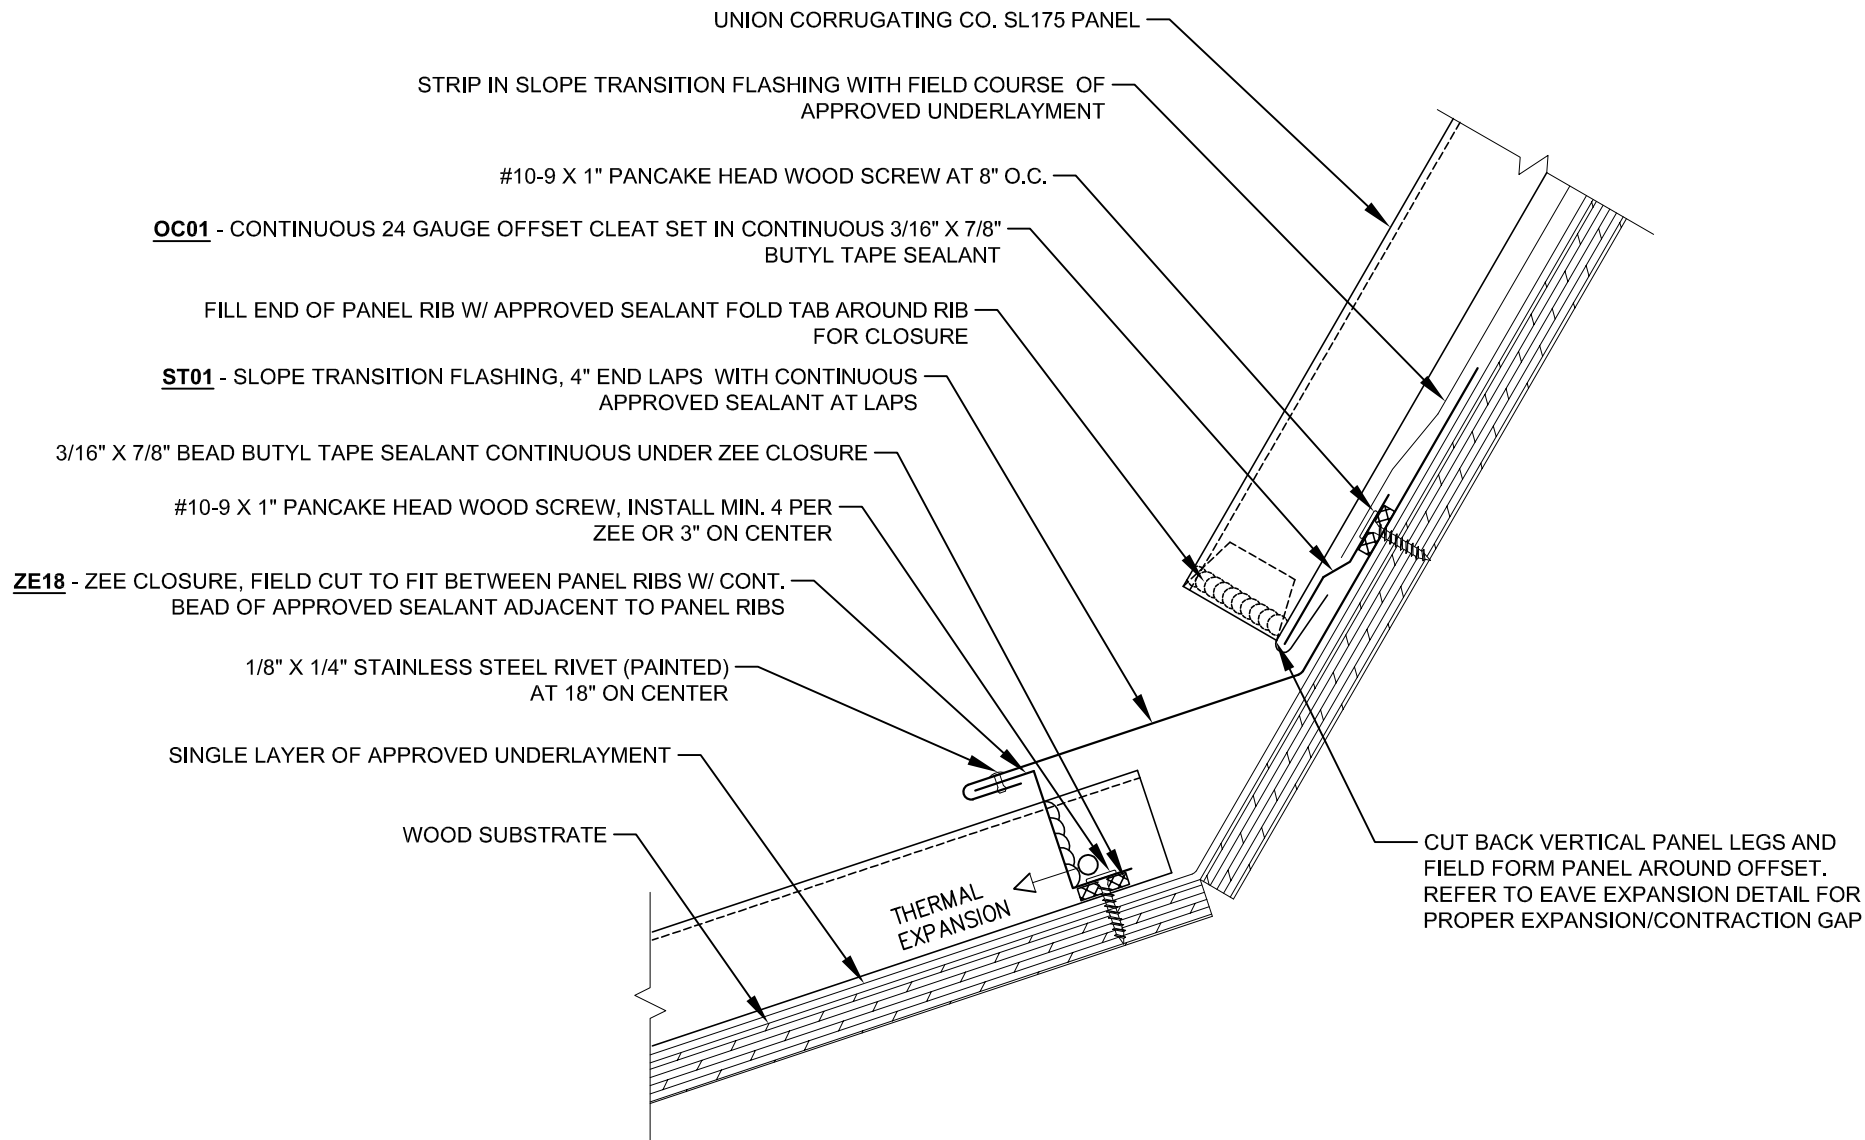 UNION CORRUGATING CO. SL175 PANEL
STRIP IN SLOPE TRANSITION FLASHING WITH FIELD COURSE OF
APPROVED UNDERLAYMENT
#10-9 X 1" PANCAKE HEAD WOOD SCREW AT 8" O.C.
OC01 - CONTINUOUS 24 GAUGE OFFSET CLEAT SET IN CONTINUOUS 3/16" X 7/8"
BUTYL TAPE SEALANT
FILL END OF PANEL RIB W/ APPROVED SEALANT FOLD TAB AROUND RIB
FOR CLOSURE
ST01 - SLOPE TRANSITION FLASHING, 4" END LAPS WITH CONTINUOUS
APPROVED SEALANT AT LAPS
3/16" X 7/8" BEAD BUTYL TAPE SEALANT CONTINUOUS UNDER ZEE CLOSURE
#10-9 X 1" PANCAKE HEAD WOOD SCREW, INSTALL MIN. 4 PER
ZEE OR 3" ON CENTER
ZE18 - ZEE CLOSURE, FIELD CUT TO FIT BETWEEN PANEL RIBS W/ CONT.
BEAD OF APPROVED SEALANT ADJACENT TO PANEL RIBS
1/8" X 1/4" STAINLESS STEEL RIVET (PAINTED)
AT 18" ON CENTER
SINGLE LAYER OF APPROVED UNDERLAYMENT
WOOD SUBSTRATE
THERMAL
EXPANSION
CUT BACK VERTICAL PANEL LEGS AND
FIELD FORM PANEL AROUND OFFSET.
REFER TO EAVE EXPANSION DETAIL FOR
PROPER EXPANSION/CONTRACTION GAP